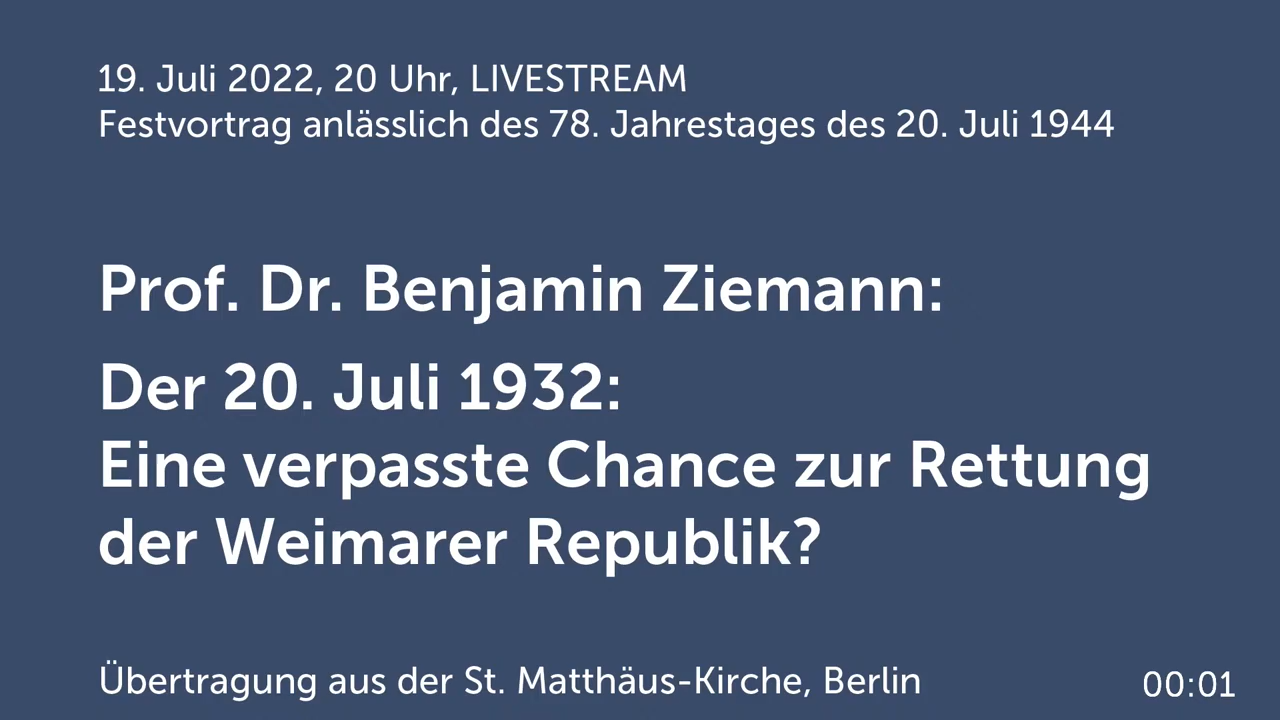 19. Juli 2022, 20 Uhr, LIVESTREAM
Festvortrag anlässlich des 78. Jahrestages des 20. Juli 1944
Prof. Dr. Benjamin Ziemann:
Der 20. Juli 1932:
Eine verpasste Chance zur Rettung
der Weimarer Republik?
Übertragung aus der St. Matthäus-Kirche, Berlin
00:01